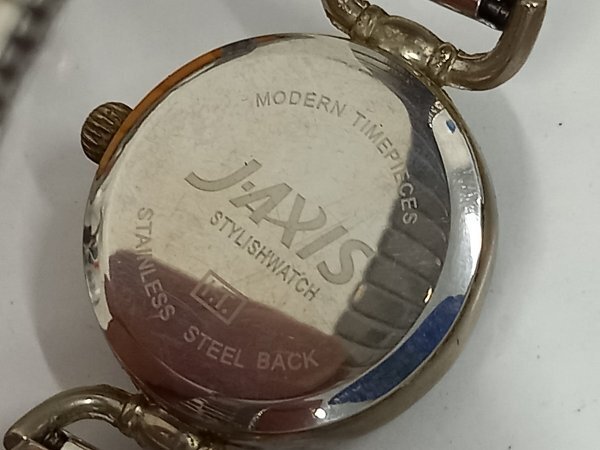 MODERN TIMEPIECES
J-AXIS
STYLISHWATCH
STAINLESS STEEL BACK